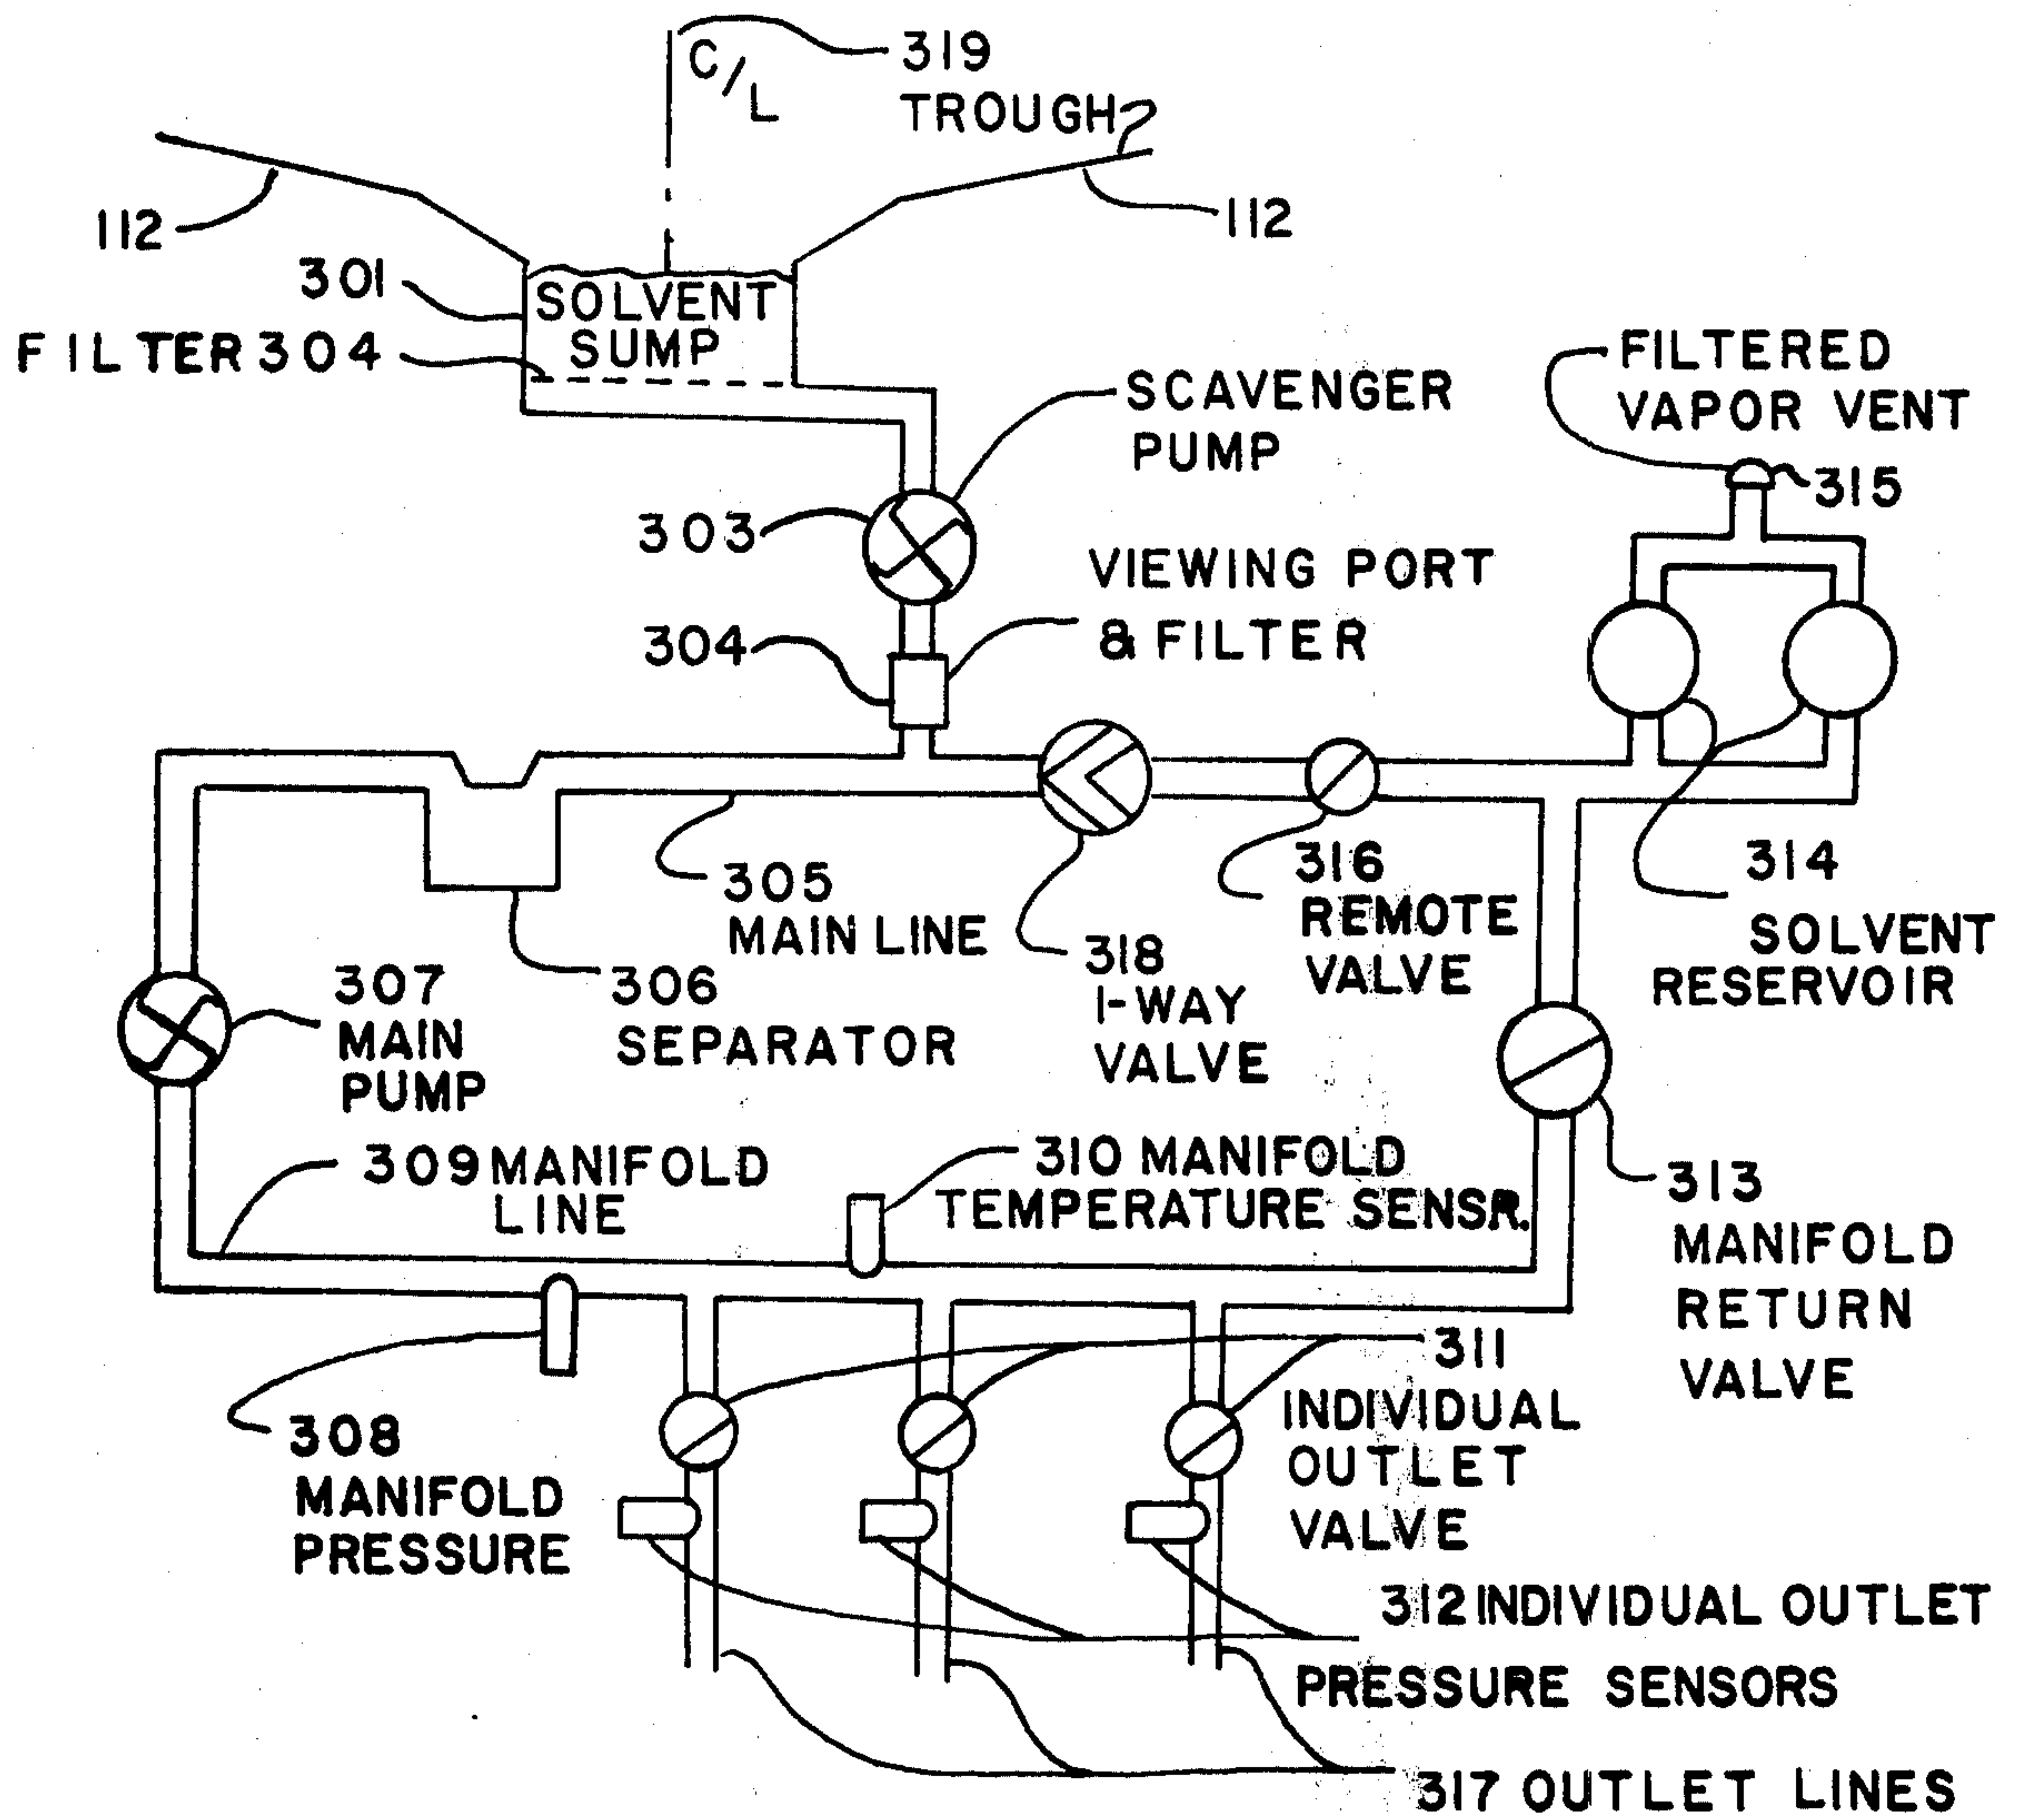 C/L
319
TROUGH
112
112
301
SOLVENT
SUMP
FILTER 304
SCAVENGER
PUMP
FILTERED
VAPOR VENT
315
303
VIEWING PORT
& FILTER
304
305
MAIN LINE
316
REMOTE
VALVE
314
SOLVENT
RESERVOIR
318
1-WAY
VALVE
306
SEPARATOR
307
MAIN
PUMP
309 MANIFOLD
LINE
310 MANIFOLD
TEMPERATURE SENSR.
313
MANIFOLD
RETURN
VALVE
311
INDIVIDUAL
OUTLET
VALVE
308
MANIFOLD
PRESSURE
312 INDIVIDUAL OUTLET
PRESSURE SENSORS
317 OUTLET LINES